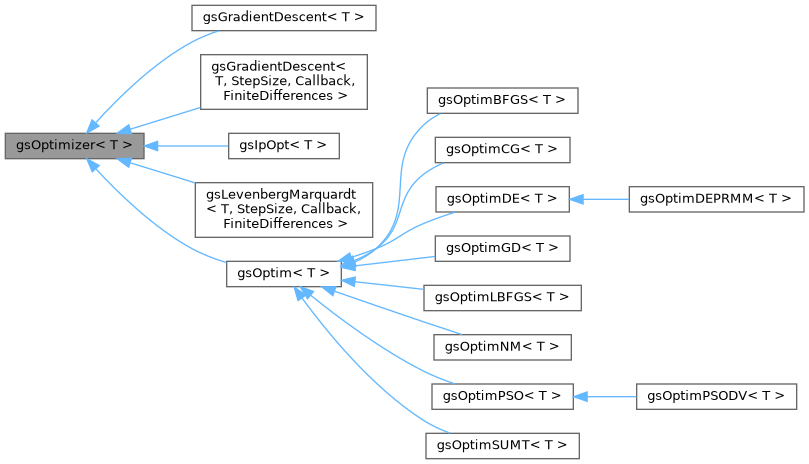 gsGradientDescent< T >
gsGradientDescent<
T, StepSize, Callback,
FiniteDifferences >
gsOptimBFGS< T >
gsOptimizer< T >
gsIpOpt< T >
gsOptimCG< T >
gsLevenbergMarquardt
< T, StepSize, Callback,
FiniteDifferences >
gsOptimDE< T >
gsOptimDEPRMM< T >
gsOptimGD< T >
gsOptim< T >
gsOptimLBFGS< T >
gsOptimNM< T >
gsOptimPSO< T >
gsOptimPSODV< T >
gsOptimSUMT< T >